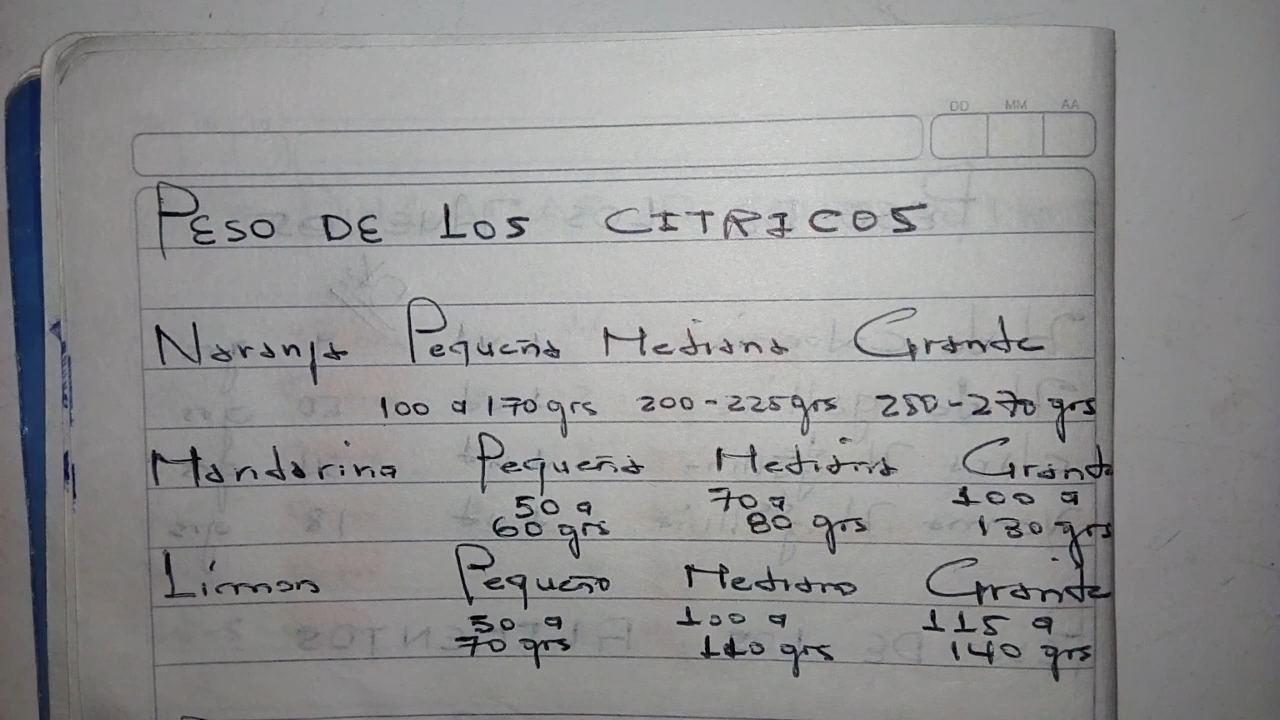 DD MM AA
PESO DE LOS CITRICOS
Naranja Pequeña Mediana Grande
100 a 170 grs 200-225 grs 250-270 grs
Mandarina Pequeña Mediana Grande
50 a 70 a 100 a
60 grs 80 grs 130 grs
Limon Pequeño Mediano Grande
50 a 100 a 115 a
70 grs 110 grs 140 grs